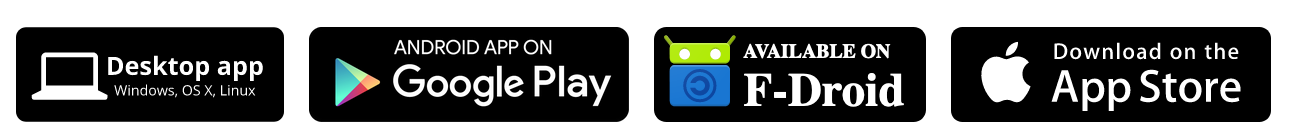 Desktop app
Windows, OS X, Linux
ANDROID APP ON
Google Play
AVAILABLE ON
F-Droid
Download on the
App Store